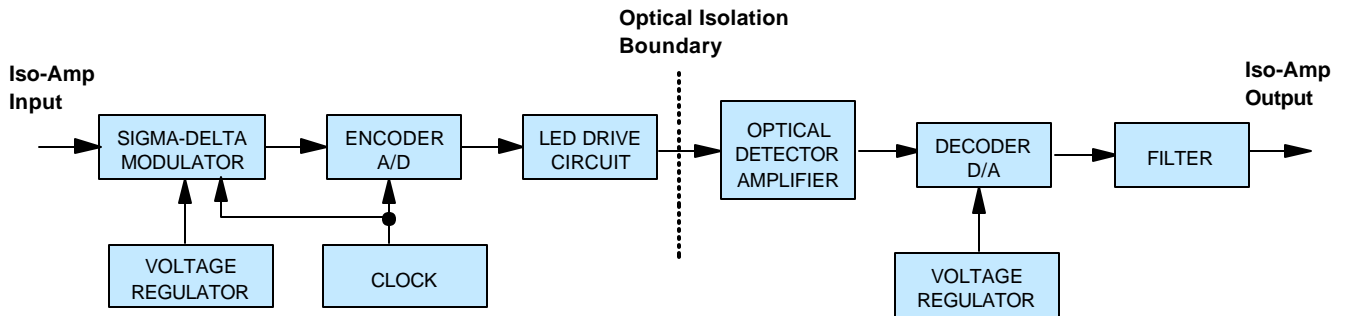 Optical Isolation
Boundary
Iso-Amp
Input
Iso-Amp
Output
SIGMA-DELTA
MODULATOR
ENCODER
A/D
LED DRIVE
CIRCUIT
OPTICAL
DETECTOR
AMPLIFIER
DECODER
D/A
FILTER
VOLTAGE
REGULATOR
CLOCK
VOLTAGE
REGULATOR